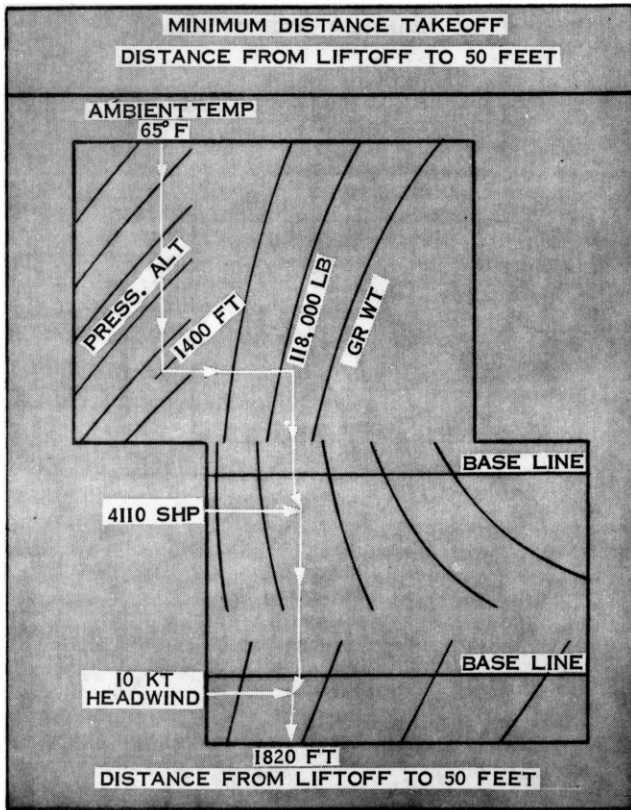 MINIMUM DISTANCE TAKEOFF
DISTANCE FROM LIFTOFF TO 50 FEET
AMBIENT TEMP
65° F
PRESS. ALT
1400 FT
118,000 LB
GR WT
BASE LINE
4110 SHP
BASE LINE
10 KT
HEADWIND
1820 FT
DISTANCE FROM LIFTOFF TO 50 FEET